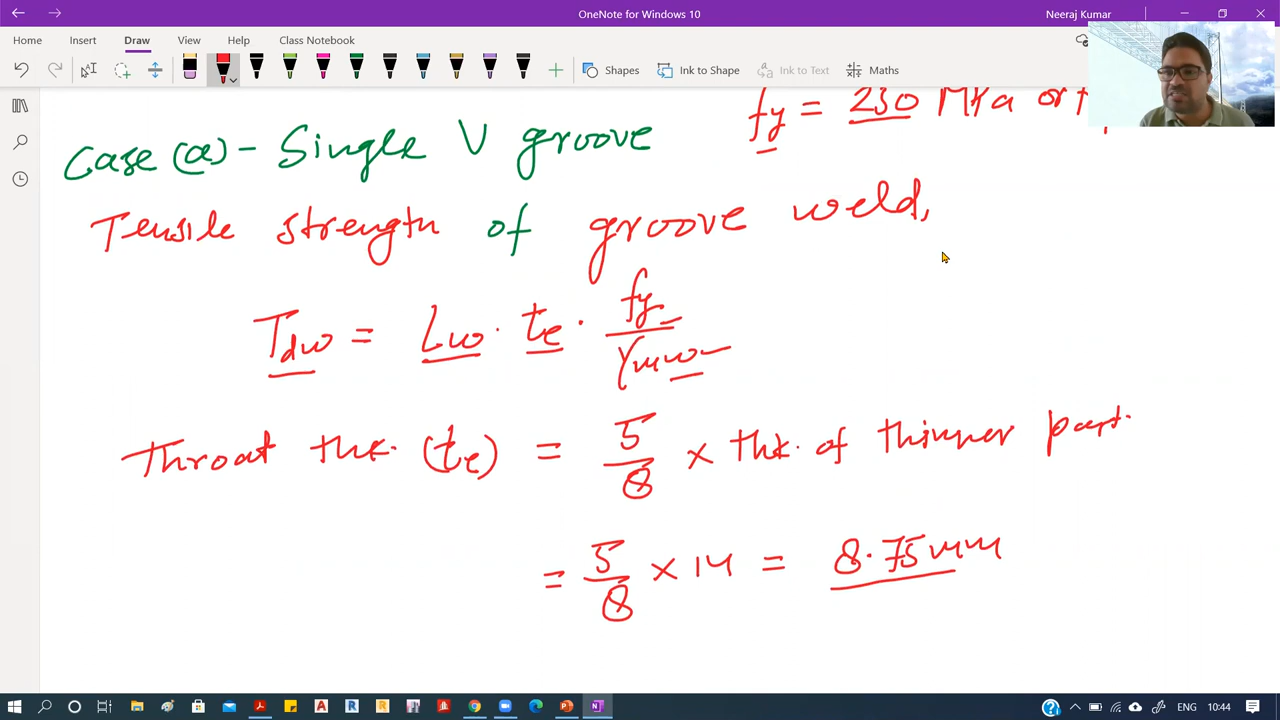 OneNote for Windows 10
Neeraj Kumar
Home Insert Draw View Help Class Notebook
Shapes Ink to Shape Ink to Text Maths
fy = 250 MPa or
Case (a) - Single V groove
Tensile strength of groove weld,
Tdw = Lw · te · fy / γmw
Throat thk. (te) = 5/8 × thk. of thinner part.
= 5/8 × 14 = 8.75mm
ENG 10:44